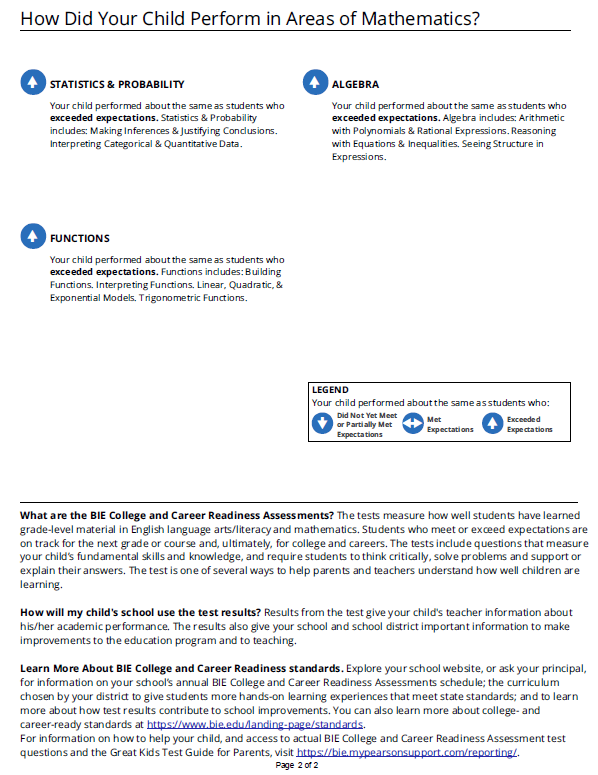 How Did Your Child Perform in Areas of Mathematics?
STATISTICS & PROBABILITY
Your child performed about the same as students who
exceeded expectations. Statistics & Probability
includes: Making Inferences & Justifying Conclusions.
Interpreting Categorical & Quantitative Data.
ALGEBRA
Your child performed about the same as students who
exceeded expectations. Algebra includes: Arithmetic
with Polynomials & Rational Expressions. Reasoning
with Equations & Inequalities. Seeing Structure in
Expressions.
FUNCTIONS
Your child performed about the same as students who
exceeded expectations. Functions includes: Building
Functions. Interpreting Functions. Linear, Quadratic, &
Exponential Models. Trigonometric Functions.
LEGEND
Your child performed about the same as students who:
Did Not Yet Meet
or Partially Met
Expectations
Met
Expectations
Exceeded
Expectations
What are the BIE College and Career Readiness Assessments? The tests measure how well students have learned
grade-level material in English language arts/literacy and mathematics. Students who meet or exceed expectations are
on track for the next grade or course and, ultimately, for college and careers. The tests include questions that measure
your child's fundamental skills and knowledge, and require students to think critically, solve problems and support or
explain their answers. The test is one of several ways to help parents and teachers understand how well children are
learning.
How will my child's school use the test results? Results from the test give your child's teacher information about
his/her academic performance. The results also give your school and school district important information to make
improvements to the education program and to teaching.
Learn More About BIE College and Career Readiness standards. Explore your school website, or ask your principal,
for information on your school's annual BIE College and Career Readiness Assessments schedule; the curriculum
chosen by your district to give students more hands-on learning experiences that meet state standards; and to learn
more about how test results contribute to school improvements. You can also learn more about college- and
career-ready standards at https://www.bie.edu/landing-page/standards.
For information on how to help your child, and access to actual BIE College and Career Readiness Assessment test
questions and the Great Kids Test Guide for Parents, visit https://bie.mypearsonsupport.com/reporting/.
Page 2 of 2